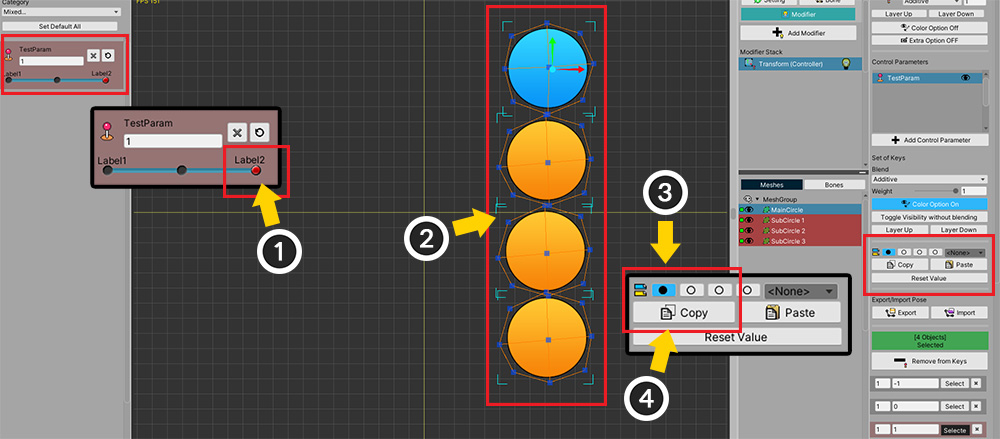 Category
Mixed...
Set Default All
TestParam
1
Label1
Label2
TestParam
1
Label1
Label2
1
FPS 151
2
3
4
<None>
Copy
Paste
Reset Value
Setting
Bone
Modifier
Add Modifier
Modifier Stack
Transform (Controller)
Meshes
Bones
MeshGroup
MainCircle
SubCircle 1
SubCircle 2
SubCircle 3
Additive
1
Layer Up
Layer Down
Color Option Off
Extra Option OFF
Control Parameters
TestParam
Add Control Parameter
Set of Keys
Blend
Additive
Weight
1
Color Option On
Toggle Visibility without blending
Layer Up
Layer Down
<None>
Copy
Paste
Reset Value
Export/Import Pose
Export
Import
[4 Objects]
Selected
Remove from Keys
1
-1
Select
1
0
Select
1
1
Selecte